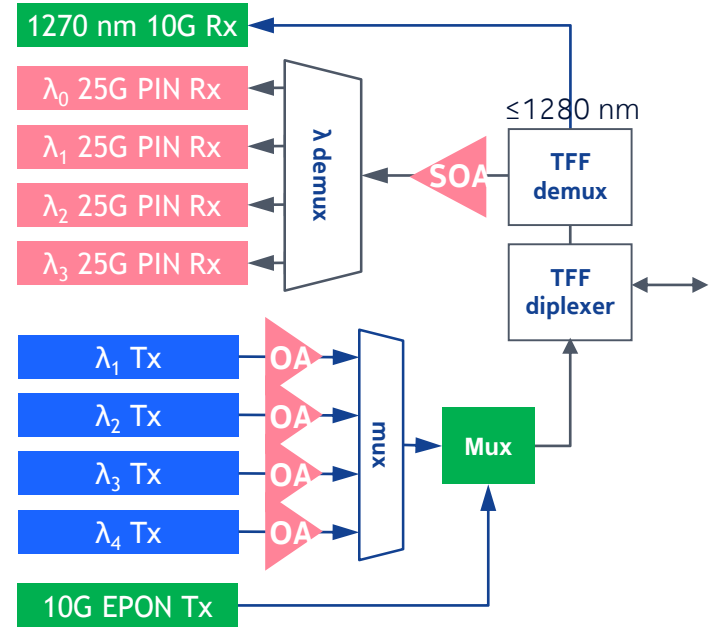 1270 nm 10G Rx
λ₀ 25G PIN Rx
λ₁ 25G PIN Rx
λ₂ 25G PIN Rx
λ₃ 25G PIN Rx
λ demux
SOA
≤1280 nm
TFF
demux
TFF
diplexer
λ₁ Tx
λ₂ Tx
λ₃ Tx
λ₄ Tx
OA
OA
OA
OA
mux
Mux
10G EPON Tx